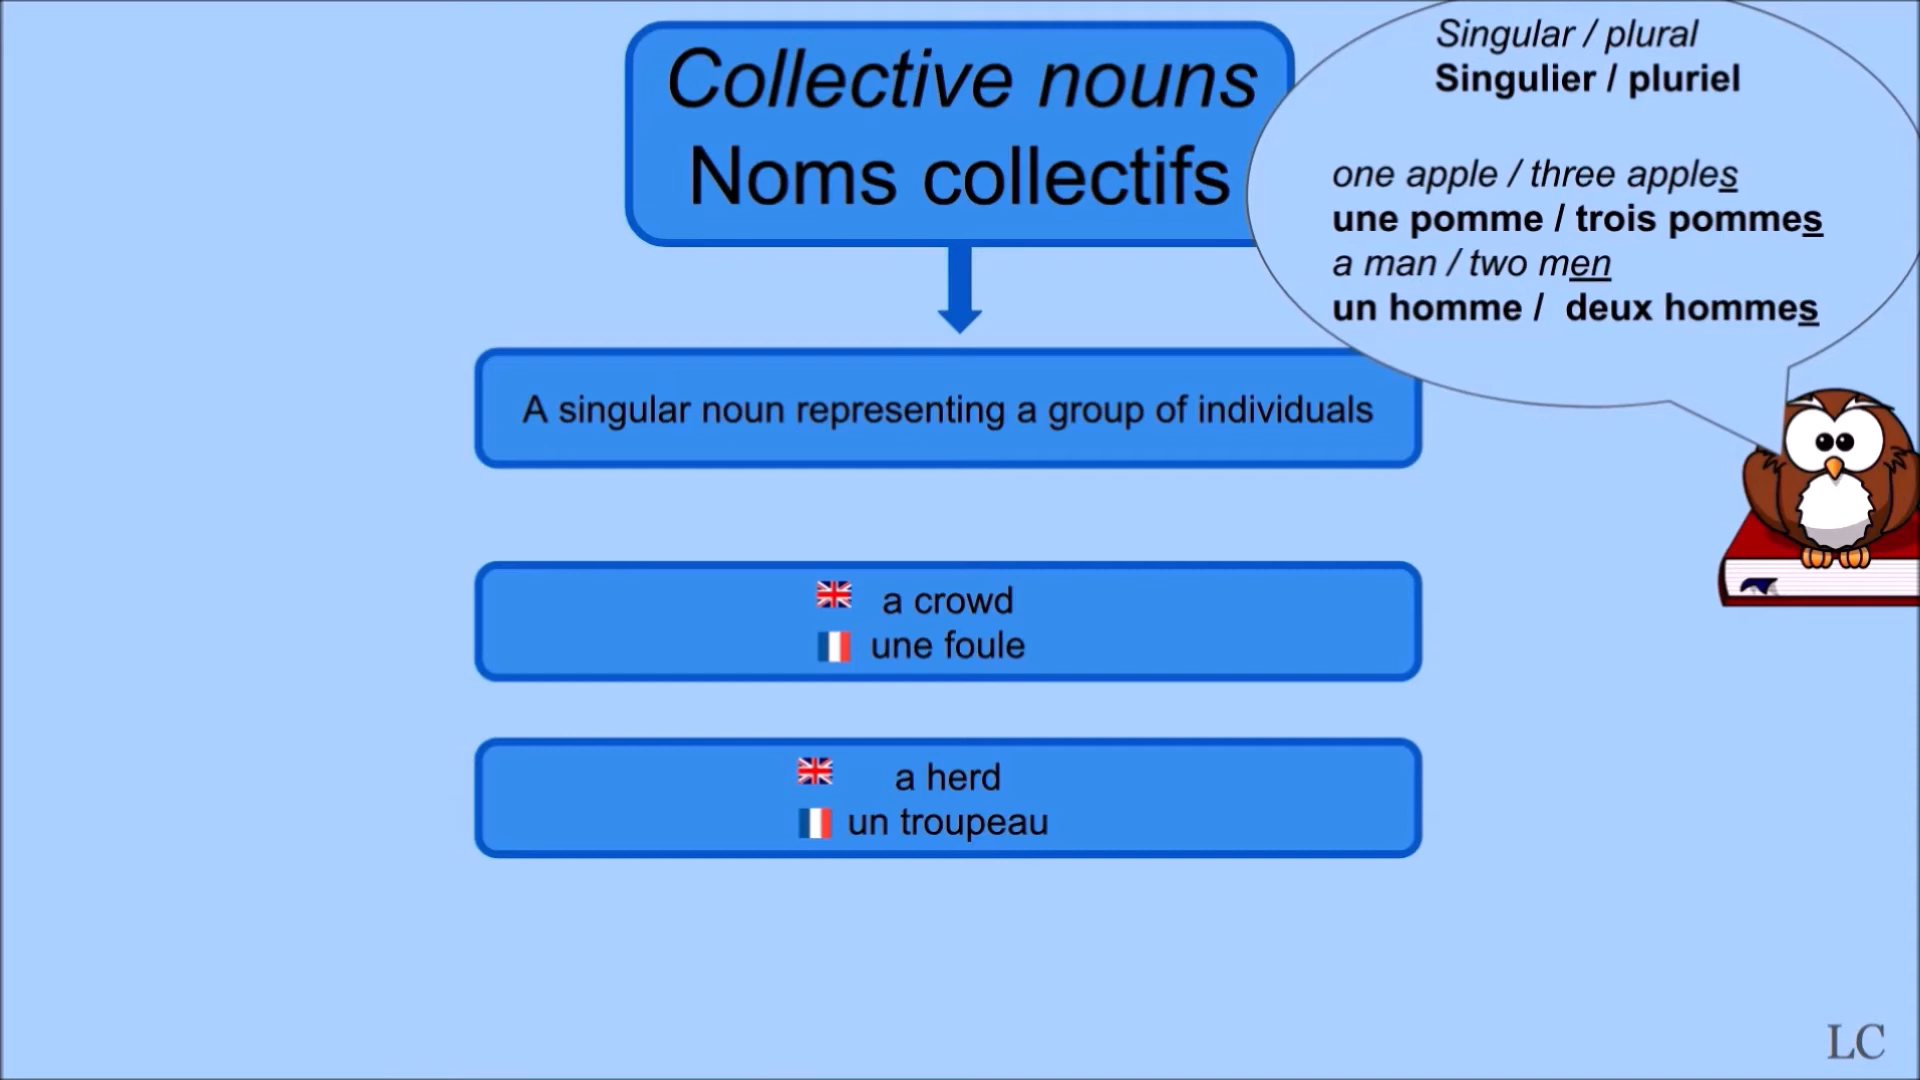 Collective nouns
Noms collectifs
Singular / plural
Singulier / pluriel
one apple / three apples
une pomme / trois pommes
a man / two men
un homme / deux hommes
A singular noun representing a group of individuals
a crowd
une foule
a herd
un troupeau
LC